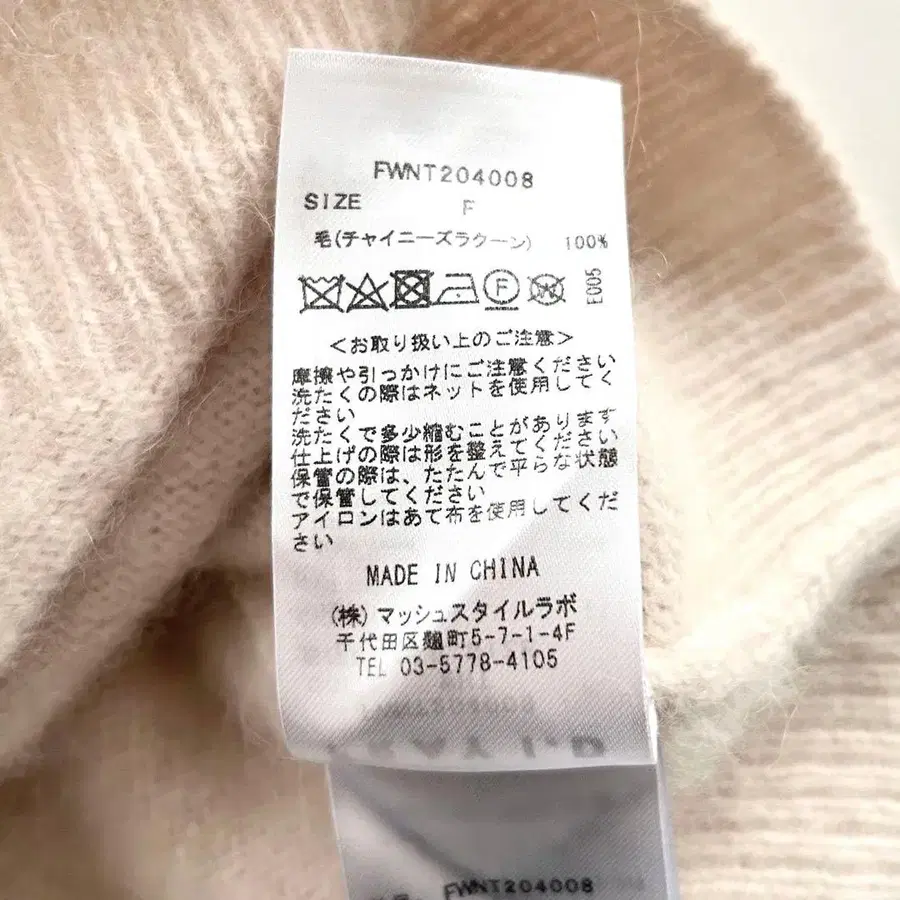 FWNT204008
SIZE F
毛(チャイニーズラクーン) 100%
F W E005
<お取り扱い上のご注意>
摩擦や引っかけにご注意ください
洗たくの際はネットを使用してく
ださい
洗たくで多少縮むことがあります
仕上げの際は形を整えてください
保管の際は、たたんで平らな状態
で保管してください
アイロンはあて布を使用してくだ
さい
MADE IN CHINA
(株)マッシュスタイルラボ
千代田区麹町5-7-1-4F
TEL 03-5778-4105
FWNT204008